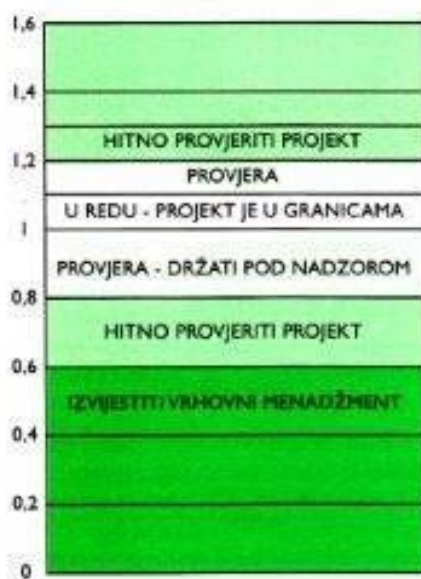 1,6
1,4
HITNO PROVJERITI PROJEKT
1,2
PROVJERA
U REDU - PROJEKT JE U GRANICAMA
1
PROVJERA - DRŽATI POD NADZOROM
0,8
HITNO PROVJERITI PROJEKT
0,6
IZVIJESTITI VRHOVNI MENADŽMENT
0,4
0,2
0